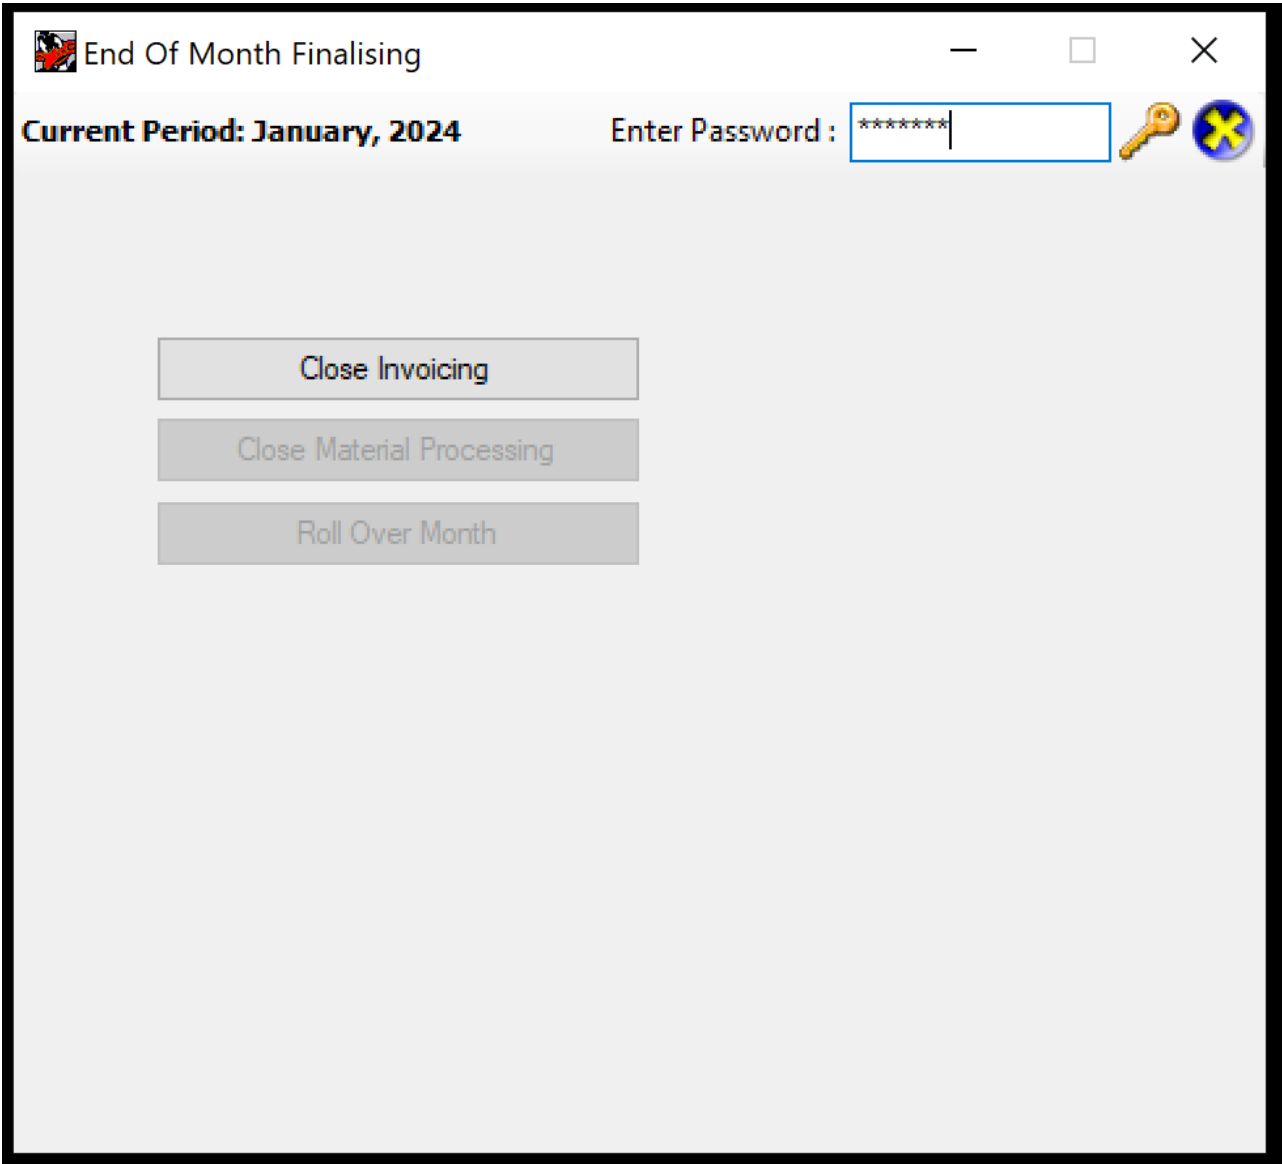 End Of Month Finalising
Current Period: January, 2024 Enter Password : *******
Close Invoicing
Close Material Processing
Roll Over Month